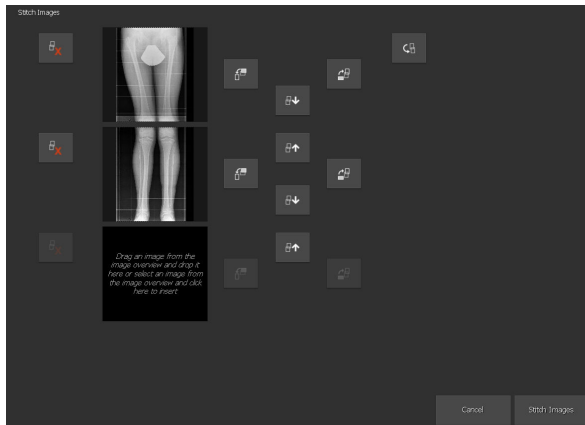 Stitch Images
Drag an image from the
image overview and drop it
here or select an image from
the image overview and click
here to insert
Cancel
Stitch Images